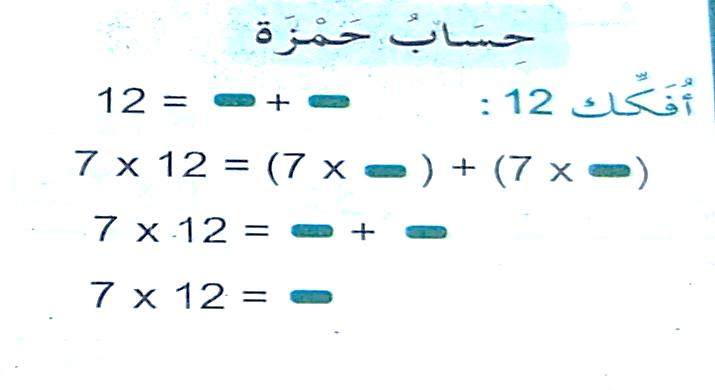 حِسَابُ حَمْزَة
أُفَكِّك 12 : 12 = +
7 x 12 = (7 x ) + (7 x )
7 x 12 = +
7 x 12 =